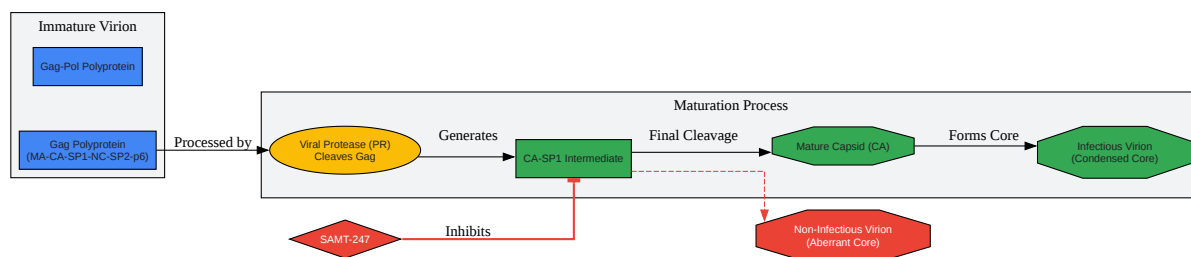 Immature Virion
Gag-Pol Polyprotein
Gag Polyprotein
(MA-CA-SP1-NC-SP2-p6)
Processed by
Maturation Process
Viral Protease (PR)
Cleaves Gag
Generates
CA-SP1 Intermediate
Final Cleavage
Mature Capsid (CA)
Forms Core
Infectious Virion
(Condensed Core)
SAMT-247
Inhibits
Non-Infectious Virion
(Aberrant Core)